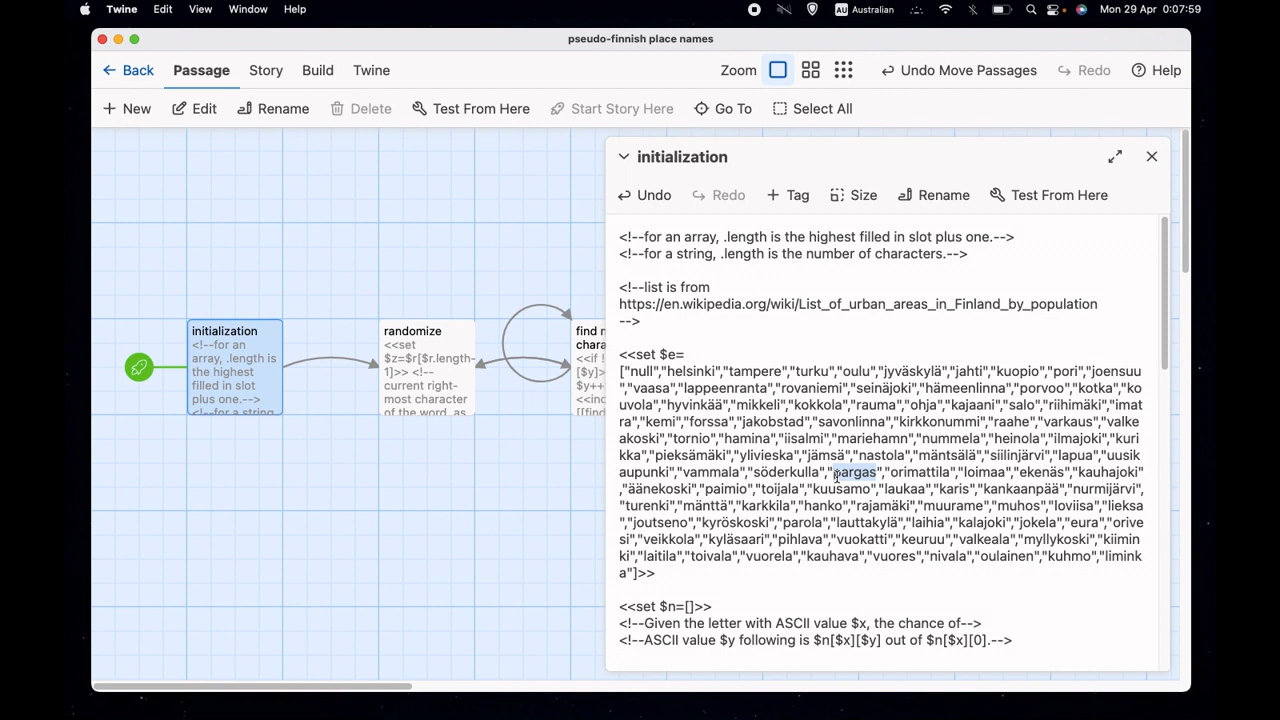 Twine Edit View Window Help AU Australian Mon 29 Apr 0:07:59
pseudo-finnish place names
Back Passage Story Build Twine Zoom Undo Move Passages Redo Help
New Edit Rename Delete Test From Here Start Story Here Go To Select All
initialization
<!--for an
array, .length is
the highest
filled in slot
plus one.-->
<!--for a string
randomize
<<set
$z=$r[$r.length-
1]>> <!--
current right-
most character
of the word, as
find n
chara
<<if !
[$y]>
$y++
<<inc
[[find
initialization
Undo Redo Tag Size Rename Test From Here
<!--for an array, .length is the highest filled in slot plus one.-->
<!--for a string, .length is the number of characters.-->
<!--list is from
https://en.wikipedia.org/wiki/List_of_urban_areas_in_Finland_by_population
-->
<<set $e=
["null","helsinki","tampere","turku","oulu","jyväskylä","jahti","kuopio","pori","joensuu
","vaasa","lappeenranta","rovaniemi","seinäjoki","hämeenlinna","porvoo","kotka","ko
uvola","hyvinkää","mikkeli","kokkola","rauma","ohja","kajaani","salo","riihimäki","imat
ra","kemi","forssa","jakobstad","savonlinna","kirkkonummi","raahe","varkaus","valke
akoski","tornio","hamina","iisalmi","mariehamn","nummela","heinola","ilmajoki","kuri
kka","pieksämäki","ylivieska","jämsä","nastola","mäntsälä","siilinjärvi","lapua","uusik
aupunki","vammala","söderkulla","pargas","orimattila","loimaa","ekenäs","kauhajoki"
,"äänekoski","paimio","toijala","kuusamo","laukaa","karis","kankaanpää","nurmijärvi",
"turenki","mänttä","karkkila","hanko","rajamäki","muurame","muhos","loviisa","lieksa
","joutseno","kyröskoski","parola","lauttakylä","laihia","kalajoki","jokela","eura","orive
si","veikkola","kyläsaari","pihlava","vuokatti","keruu","valkeala","myllykoski","kiimin
ki","laitila","toivala","vuorela","kauhava","vuores","nivala","oulainen","kuhmo","limink
a"]>>
<<set $n=[]>>
<!--Given the letter with ASCII value $x, the chance of-->
<!--ASCII value $y following is $n[$x][$y] out of $n[$x][0].-->